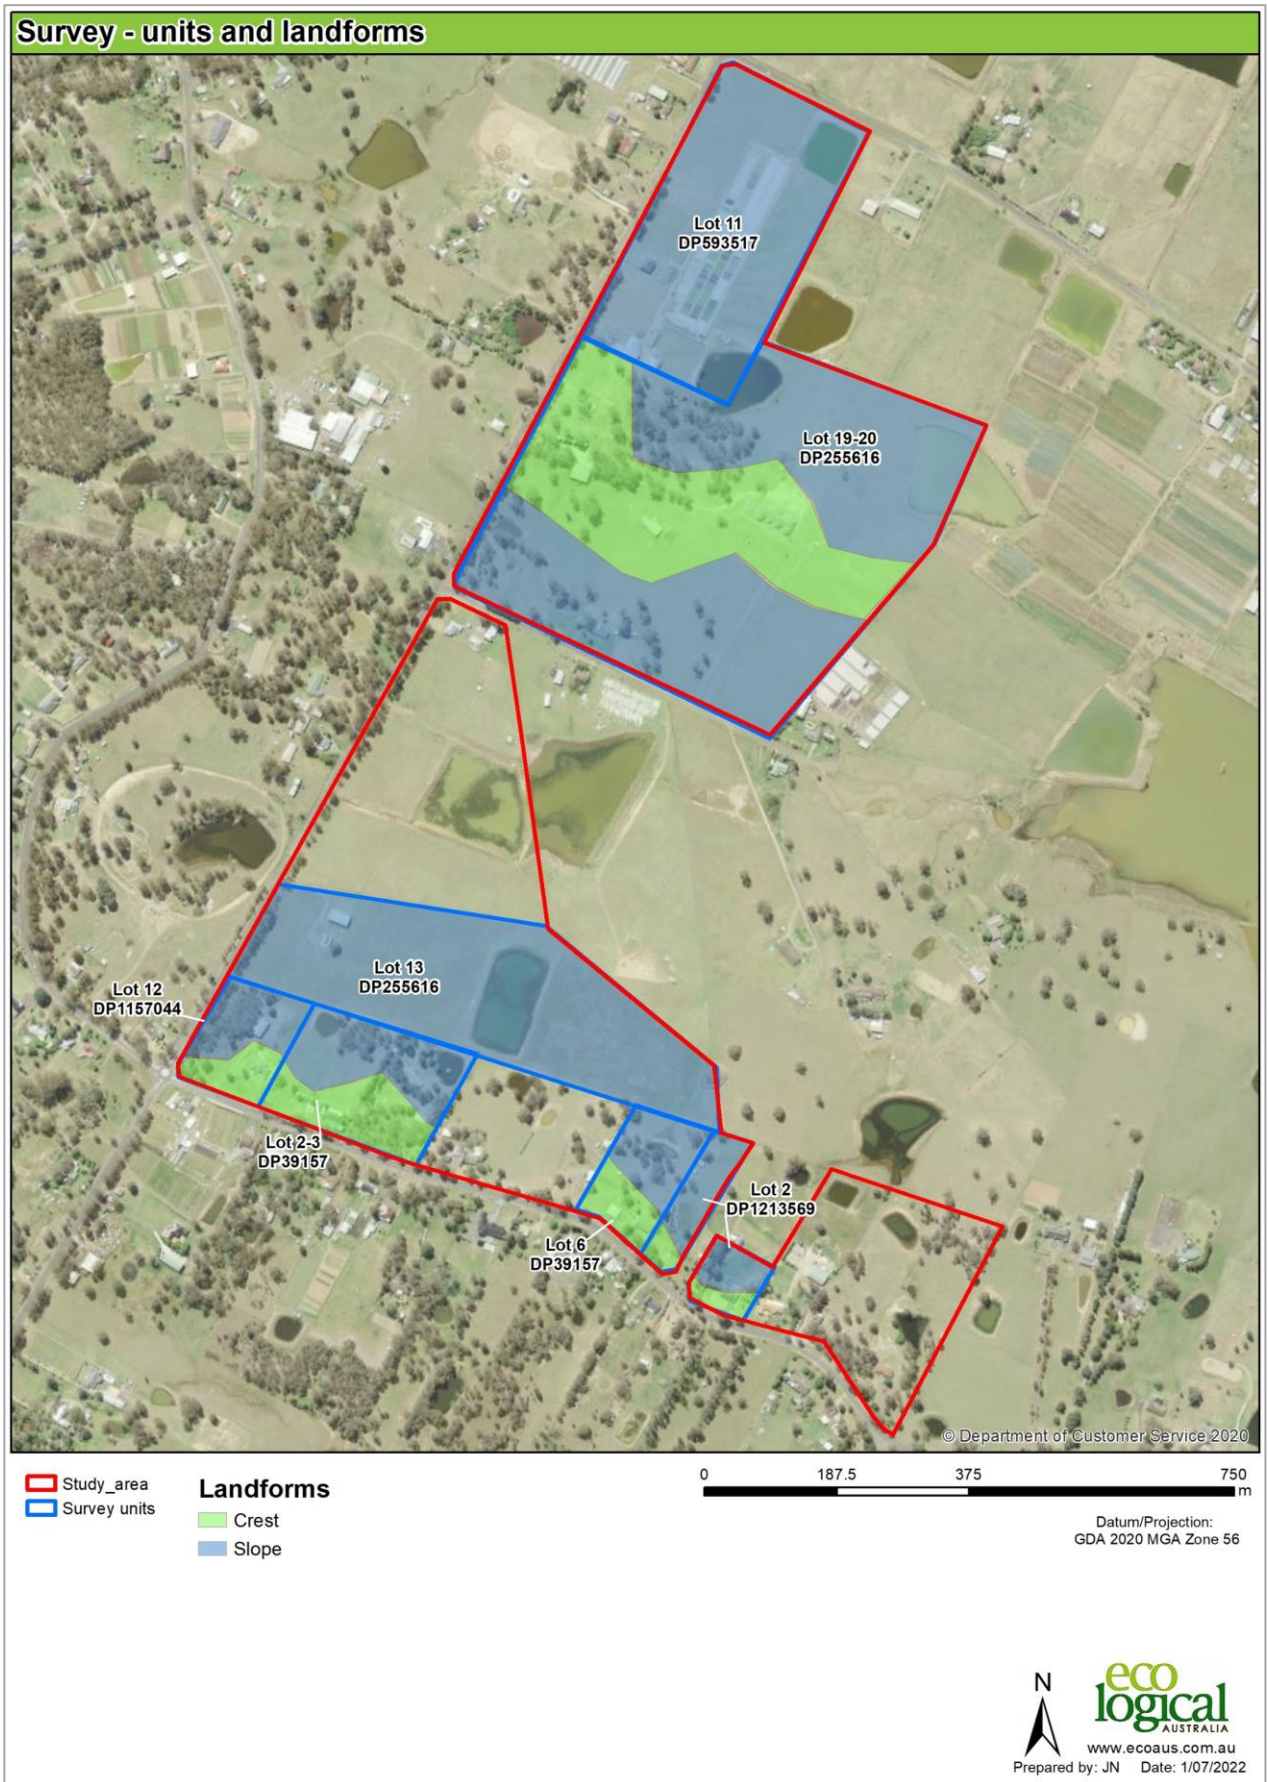 Survey - units and landforms
Lot 11
DP593517
Lot 19-20
DP255616
Lot 13
DP255616
Lot 12
DP1157044
Lot 2-3
DP39157
Lot 2
DP1213569
Lot 6
DP39157
© Department of Customer Service 2020
Study_area
Survey units
Landforms
Crest
Slope
0 187.5 375 750
m
Datum/Projection:
GDA 2020 MGA Zone 56
N
eco
logical
AUSTRALIA
www.ecoaus.com.au
Prepared by: JN Date: 1/07/2022